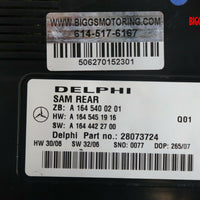 WWW.BIGGSMOTORING.COM
614-517-6167
506270152301
BIGG
DELPHI
SAM REAR
ZB: A 164 540 02 01
HW: A 164 545 19 16
Q01
SW: A 164 442 27 00
Delphi Part no.: 28073724
HW 30/06 SW 32/06 SNO: 0077 DOP: 265/07